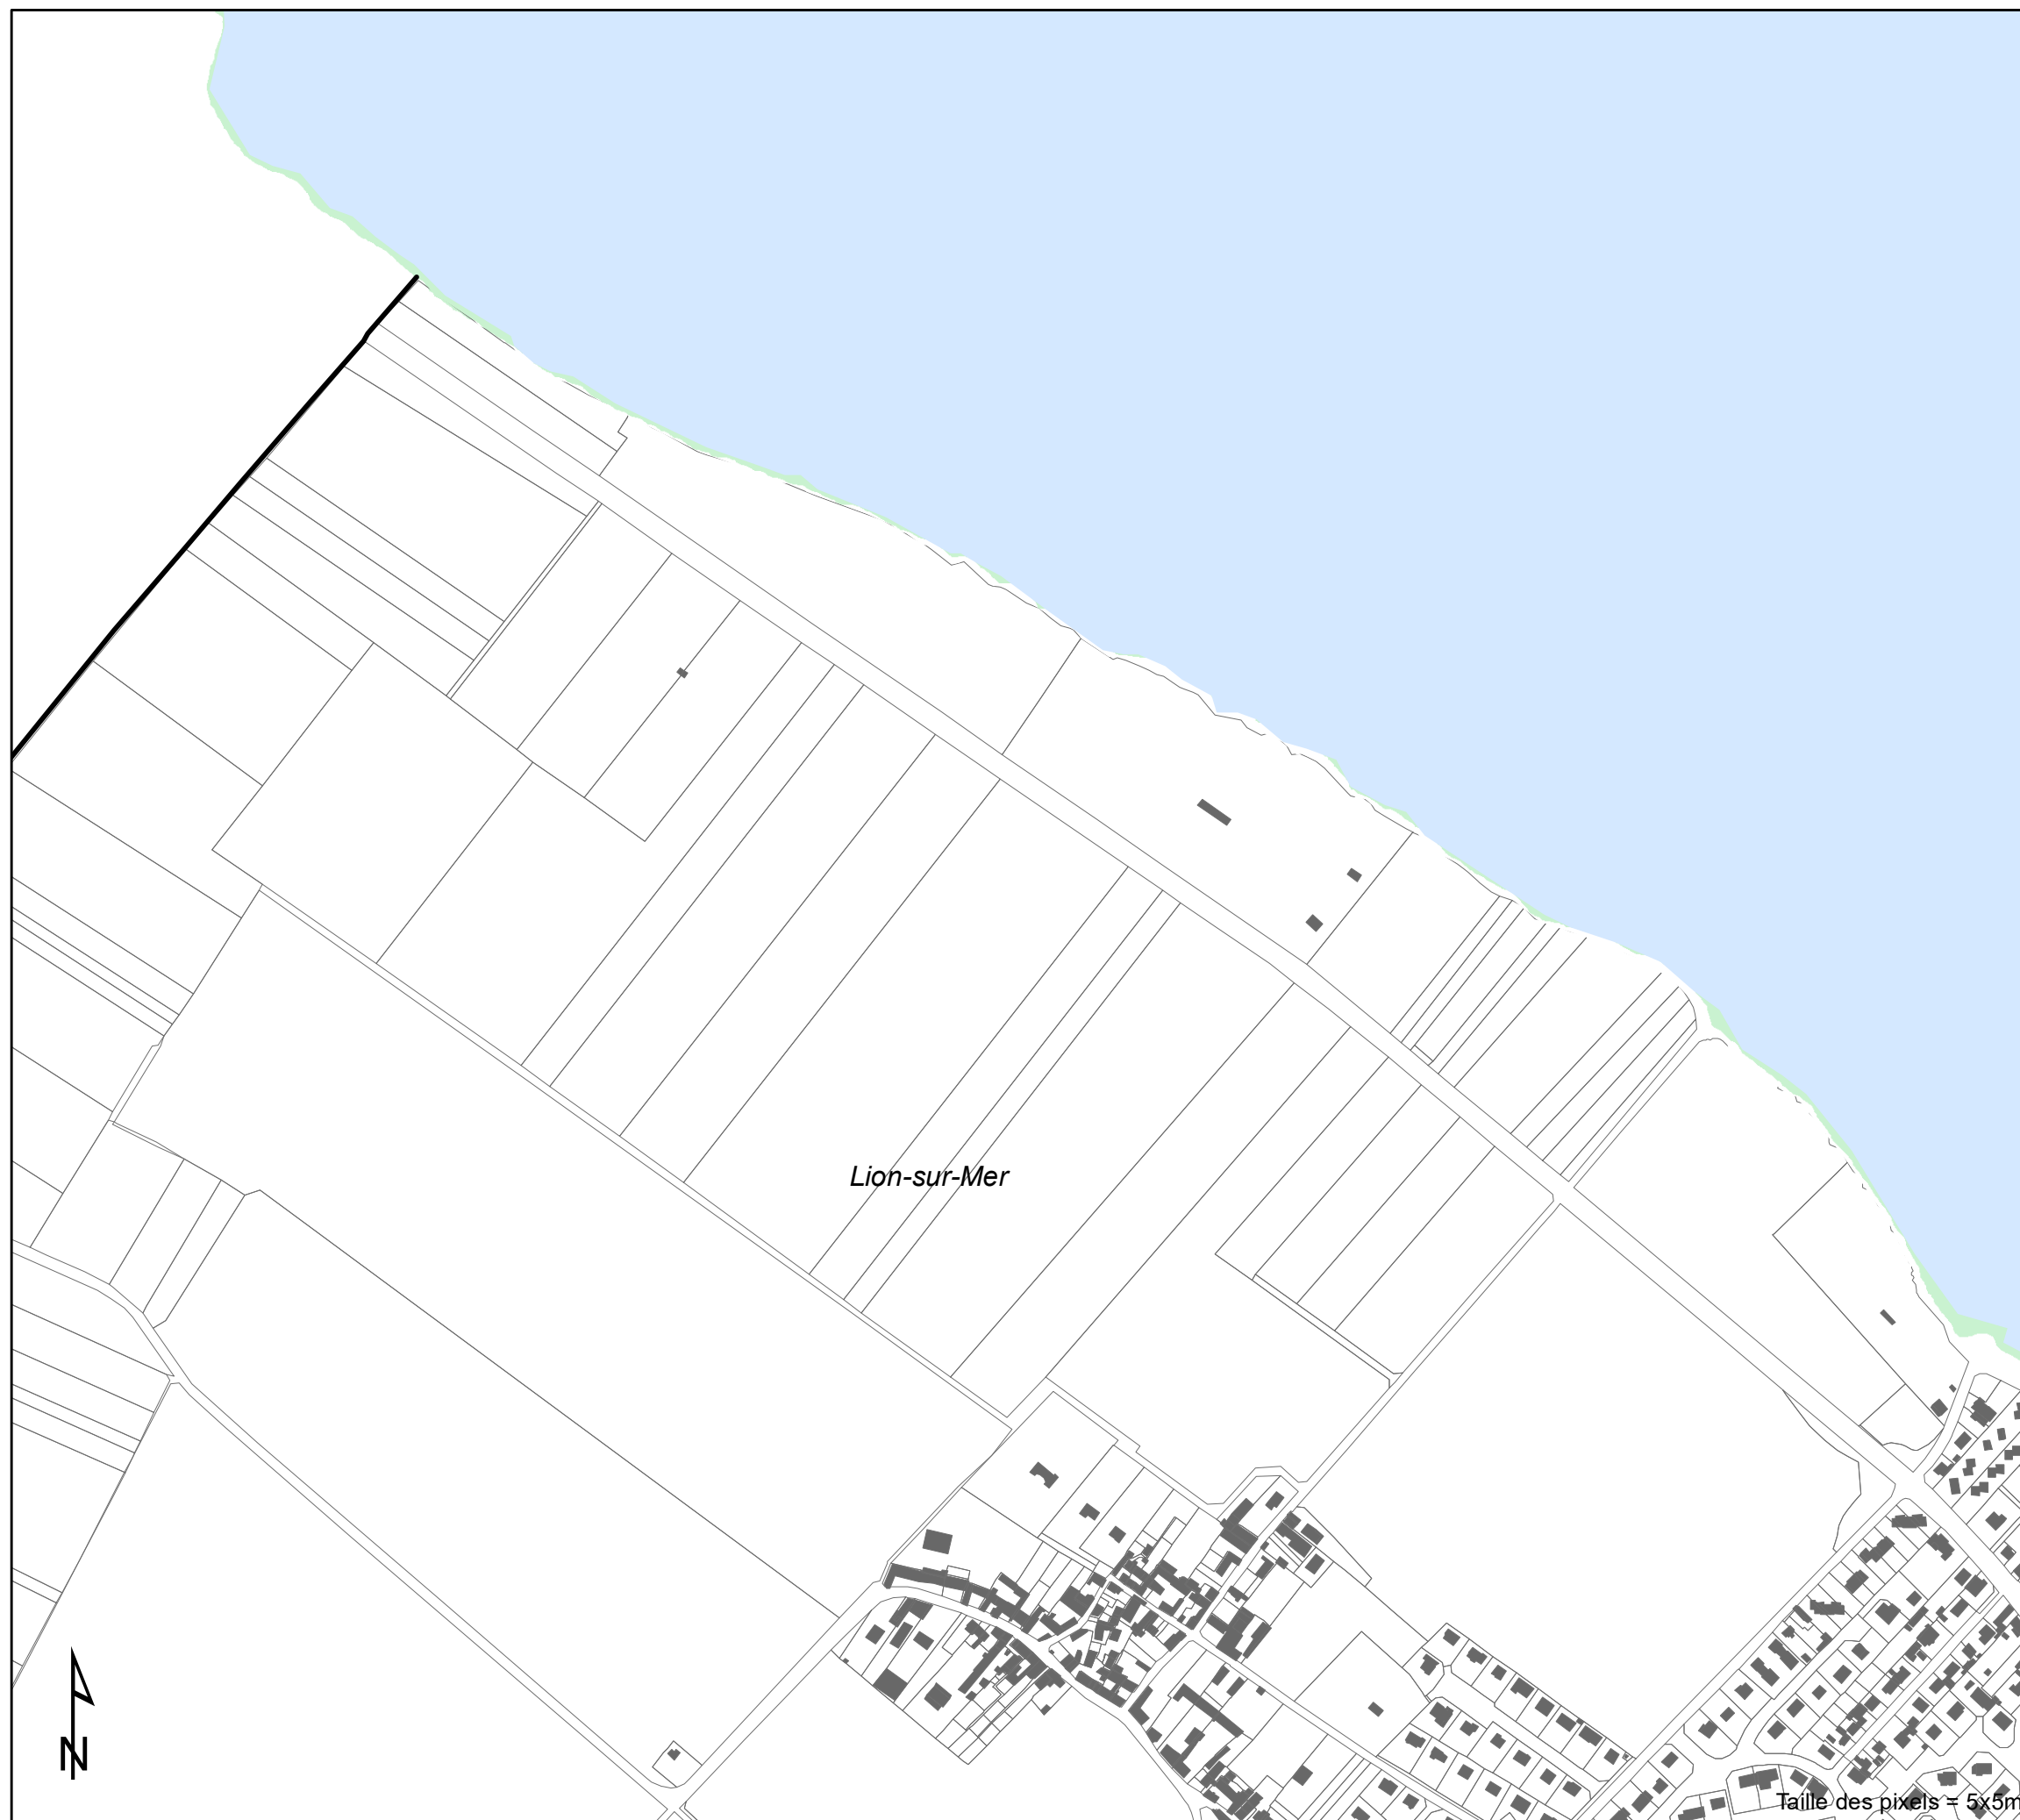 Lion-sur-Mer
N
Taille des pixels = 5x5m